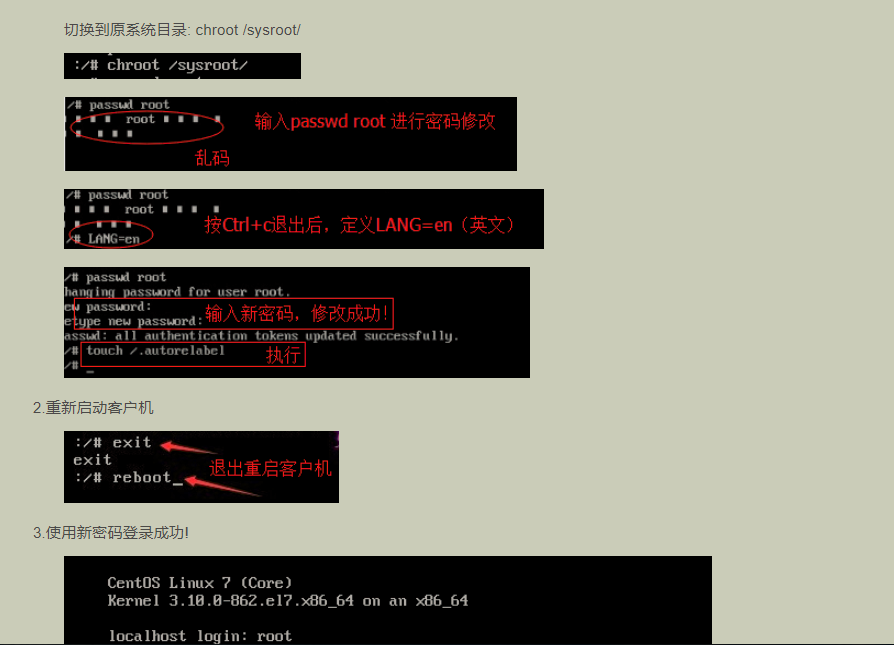 切换到原系统目录: chroot /sysroot/
:/# chroot /sysroot/
/# passwd root
root
输入passwd root 进行密码修改
乱码
/# passwd root
root
按Ctrl+c退出后，定义LANG=en（英文）
/# LANG=en
/# passwd root
hanging password for user root.
ew password:
输入新密码，修改成功！
etype new password:
asswd: all authentication tokens updated successfully.
/# touch /.autorelabel
执行
/# _
2.重新启动客户机
:/# exit
exit
退出重启客户机
:/# reboot_
3.使用新密码登录成功!
CentOS Linux 7 (Core)
Kernel 3.10.0-862.el7.x86_64 on an x86_64
localhost login: root